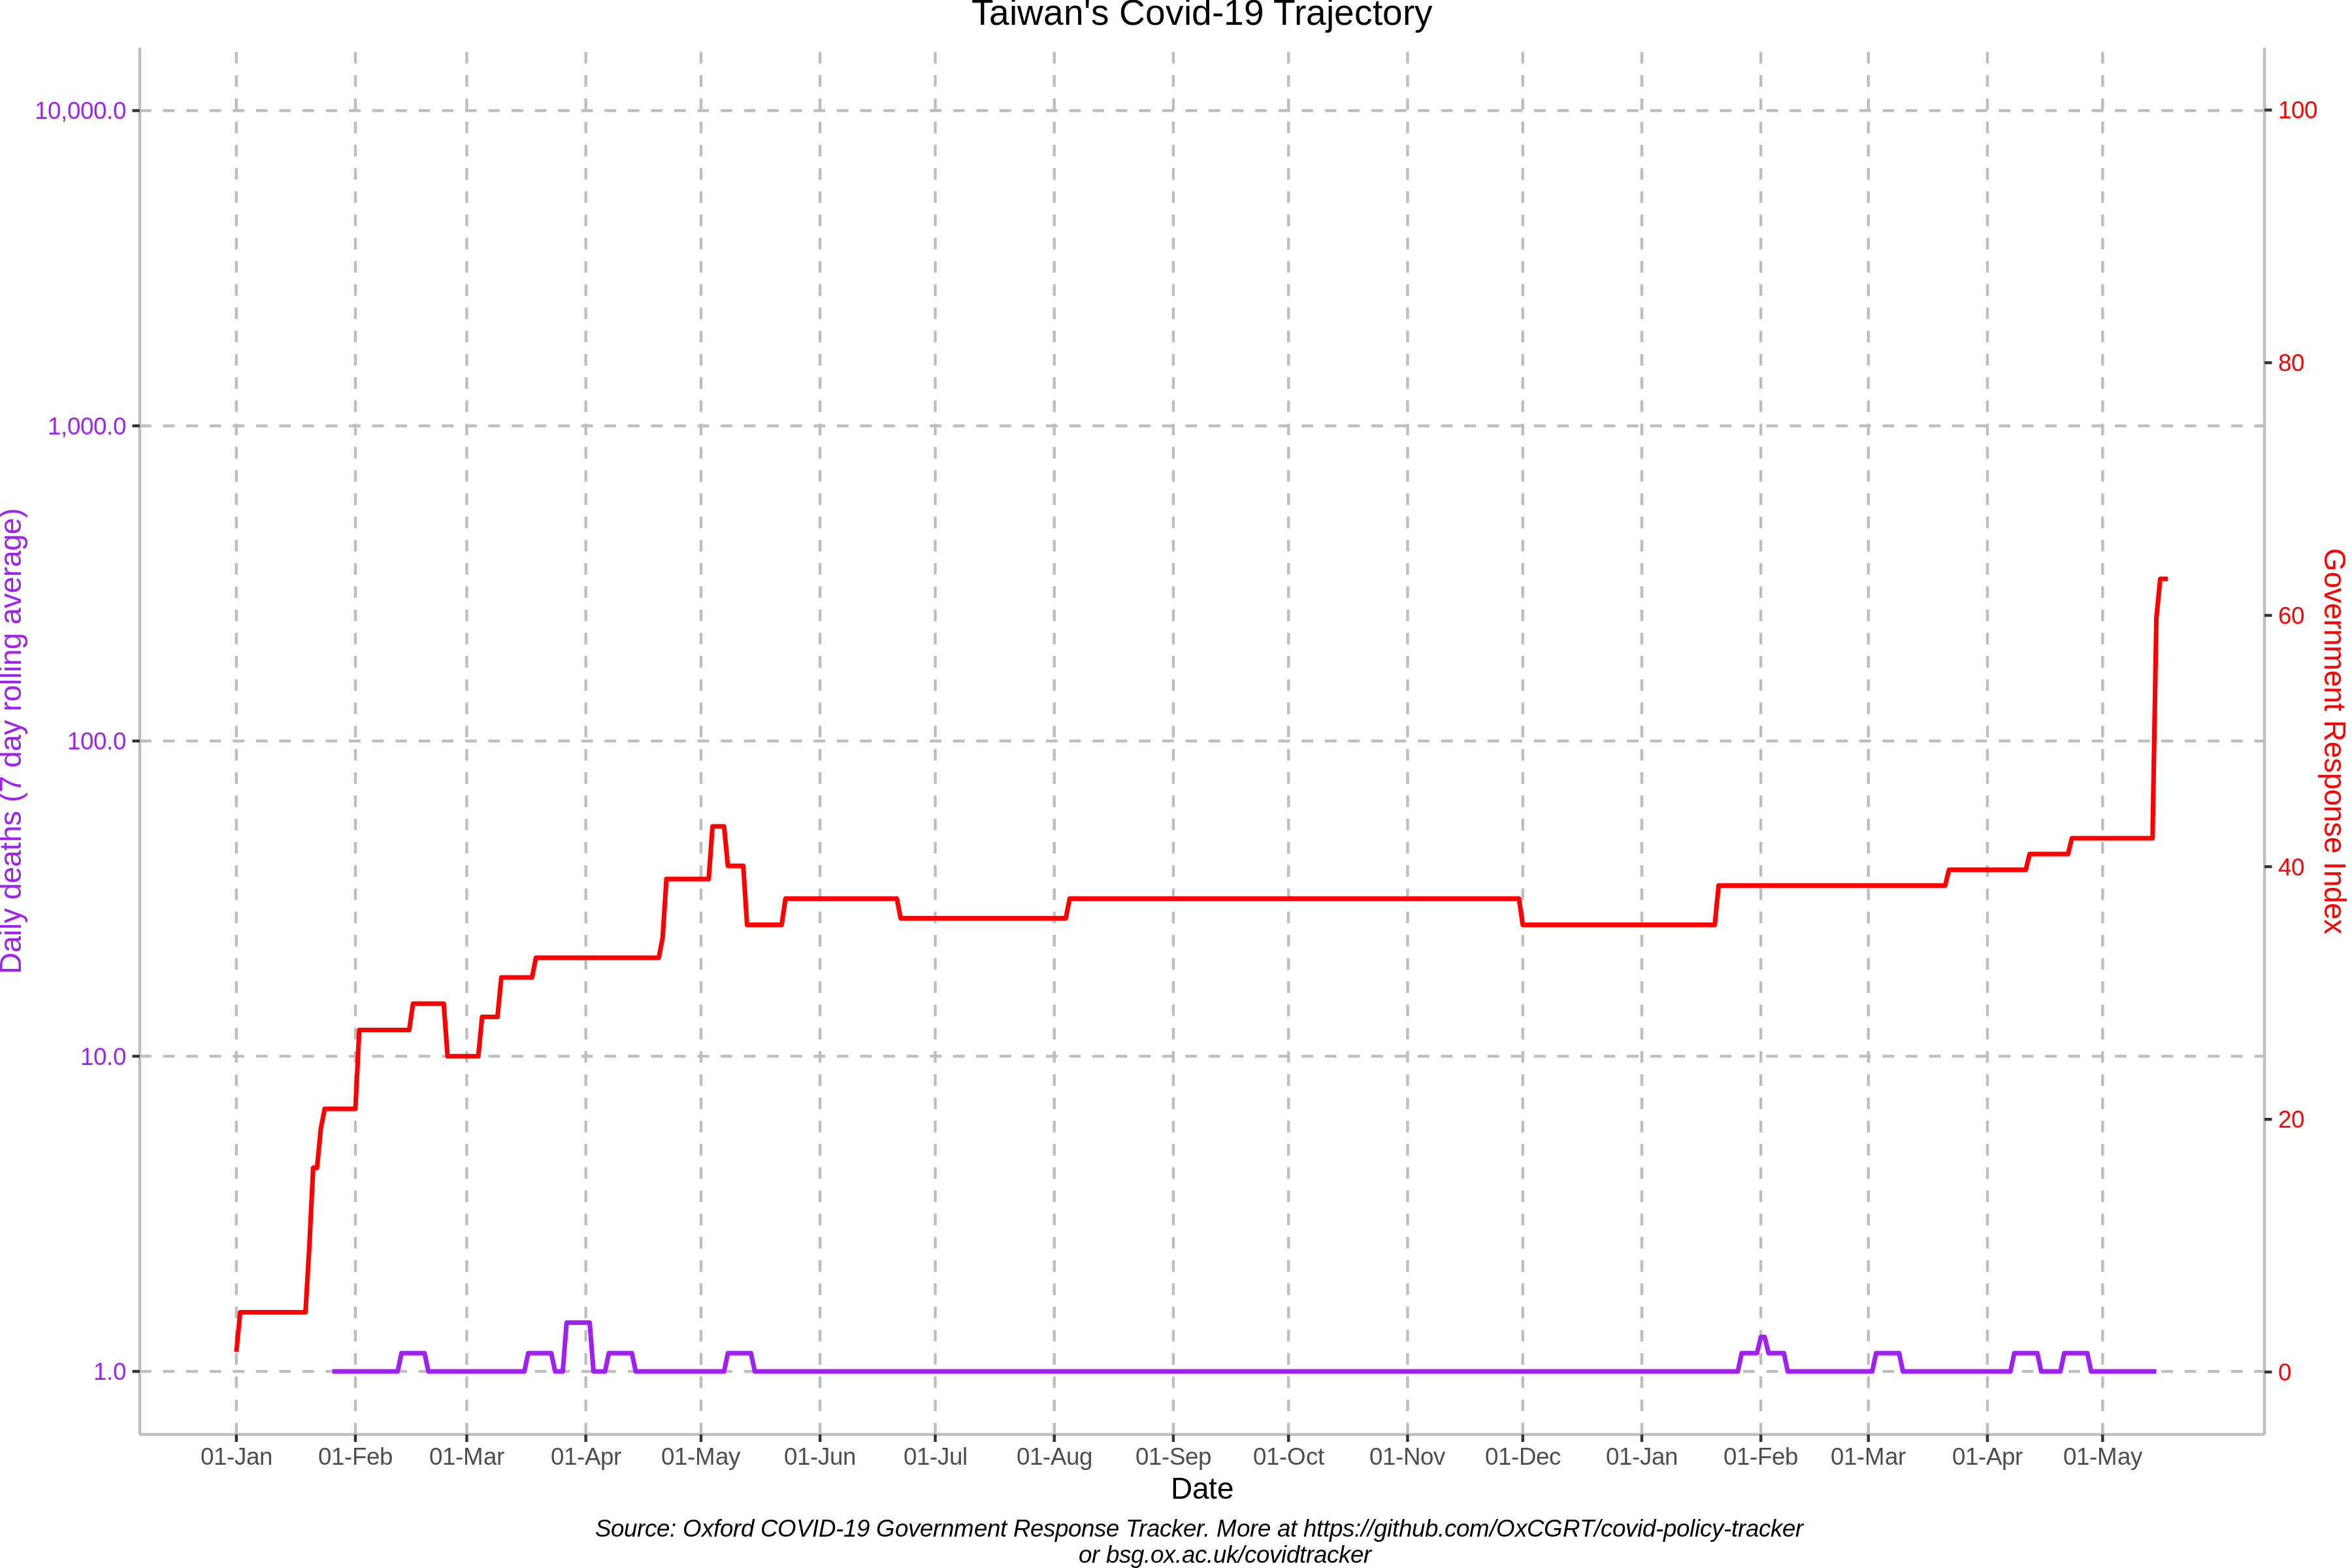 Taiwan's Covid-19 Trajectory
10,000.0
1,000.0
100.0
10.0
1.0
Daily deaths (7 day rolling average)
100
80
60
40
20
0
Government Response Index
01-Jan 01-Feb 01-Mar 01-Apr 01-May 01-Jun 01-Jul 01-Aug 01-Sep 01-Oct 01-Nov 01-Dec 01-Jan 01-Feb 01-Mar 01-Apr 01-May
Date
Source: Oxford COVID-19 Government Response Tracker. More at https://github.com/OxCGRT/covid-policy-tracker
or bsg.ox.ac.uk/covidtracker